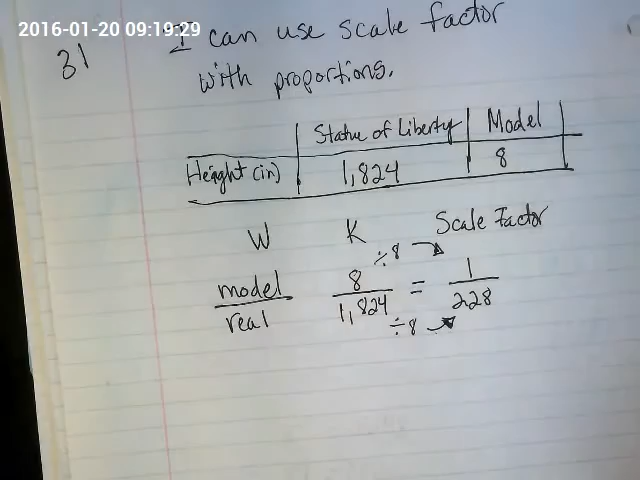 2016-01-20 09:19:29
31
I can use scale factor
with proportions.
Statue of Liberty Model
Height (in) 1,824 8
W K Scale Factor
÷8
model 8 = 1
real 1,824 228
÷8